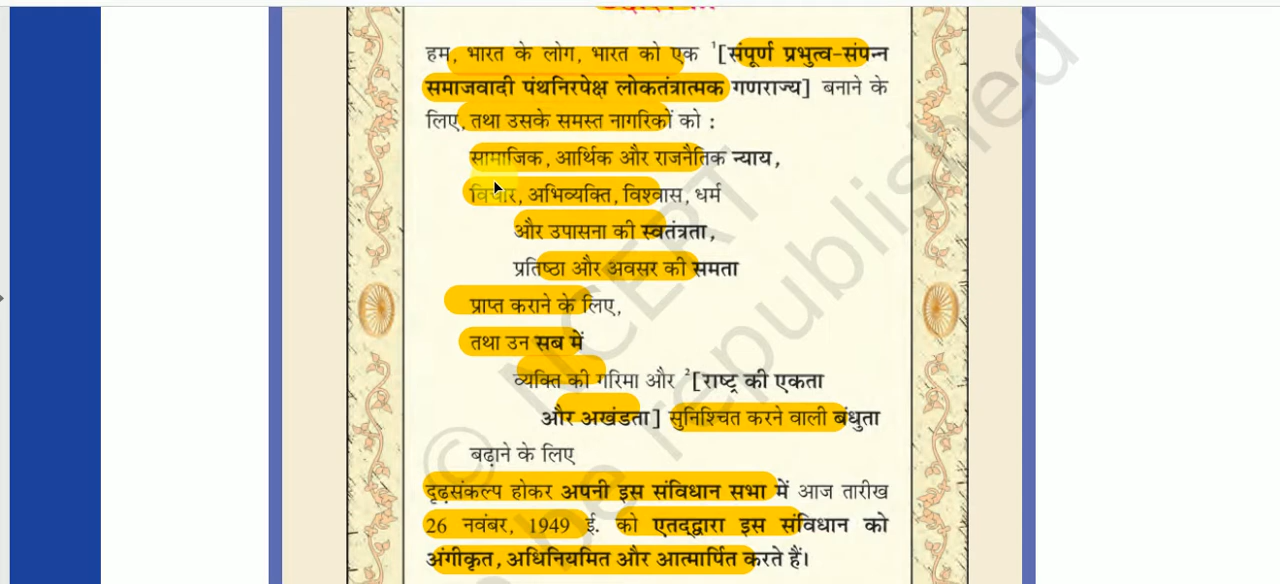 हम, भारत के लोग, भारत को एक ¹[संपूर्ण प्रभुत्व-संपन्न
समाजवादी पंथनिरपेक्ष लोकतंत्रात्मक गणराज्य] बनाने के
लिए, तथा उसके समस्त नागरिकों को :
सामाजिक, आर्थिक और राजनैतिक न्याय,
विचार, अभिव्यक्ति, विश्वास, धर्म
और उपासना की स्वतंत्रता,
प्रतिष्ठा और अवसर की समता
प्राप्त कराने के लिए,
तथा उन सब में
व्यक्ति की गरिमा और ²[राष्ट्र की एकता
और अखंडता] सुनिश्चित करने वाली बंधुता
बढ़ाने के लिए
दृढ़संकल्प होकर अपनी इस संविधान सभा में आज तारीख
26 नवंबर, 1949 ई. को एतद्द्वारा इस संविधान को
अंगीकृत, अधिनियमित और आत्मार्पित करते हैं।
© NCERT
be republished